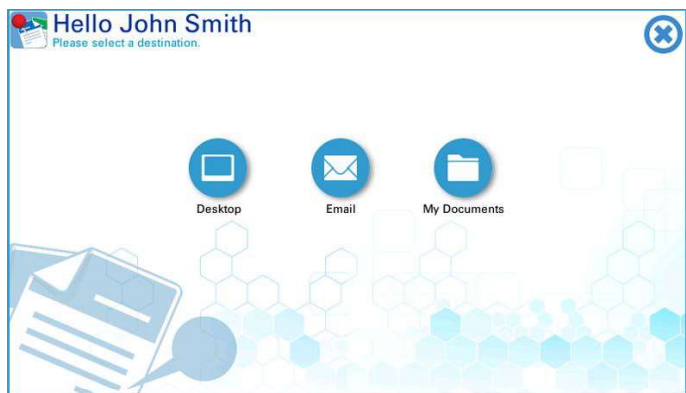 Hello John Smith
Please select a destination.
Desktop
Email
My Documents